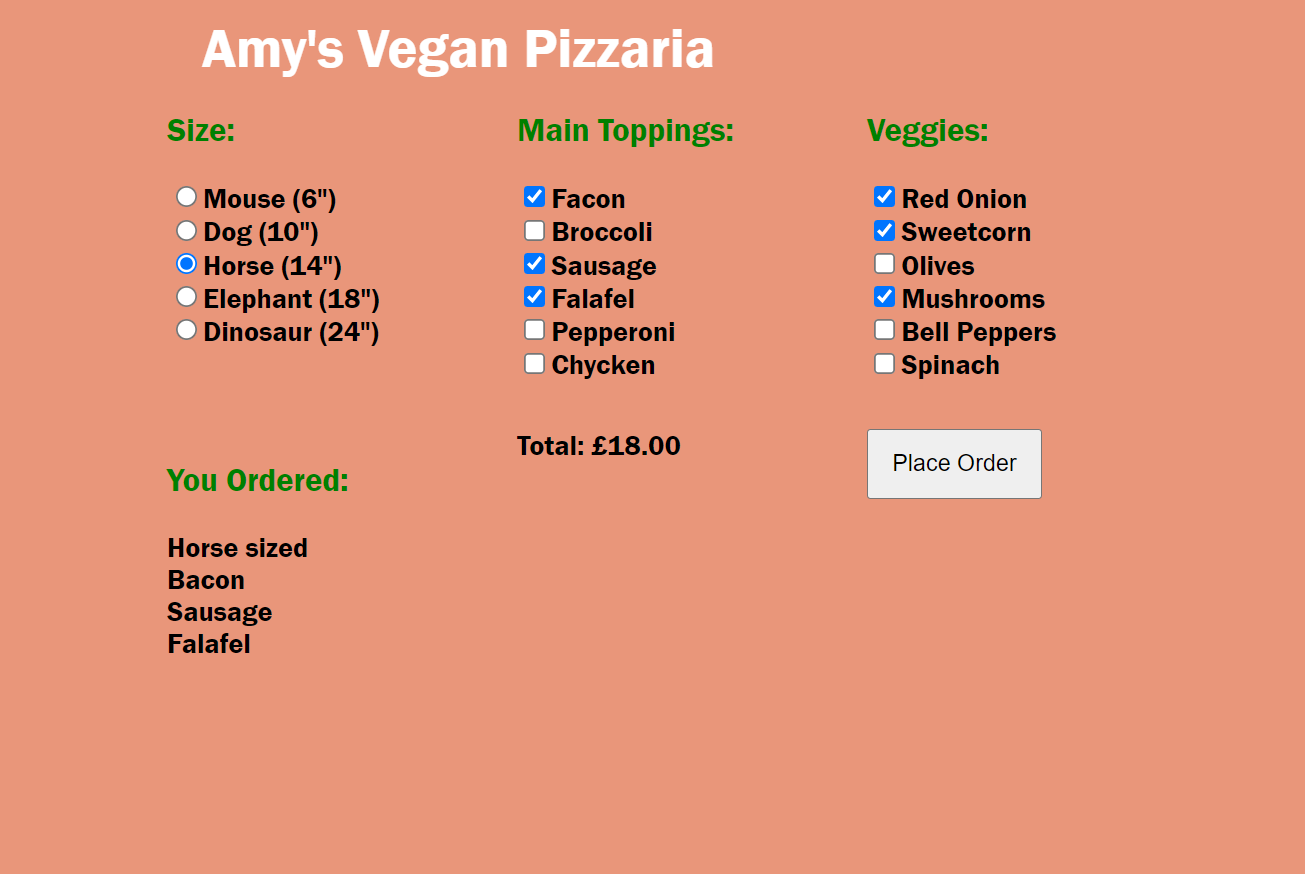 Amy's Vegan Pizzaria
Size:
Mouse (6")
Dog (10")
Horse (14")
Elephant (18")
Dinosaur (24")
Main Toppings:
Facon
Broccoli
Sausage
Falafel
Pepperoni
Chycken
Veggies:
Red Onion
Sweetcorn
Olives
Mushrooms
Bell Peppers
Spinach
Total: £18.00
Place Order
You Ordered:
Horse sized
Bacon
Sausage
Falafel